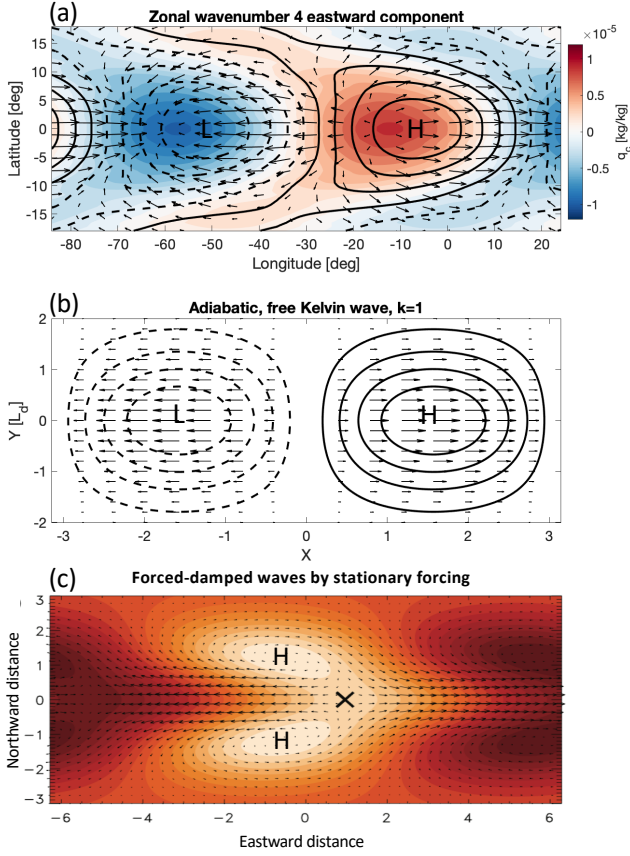 (a) Zonal wavenumber 4 eastward component
×10⁻⁵
15
10
5
0
-5
-10
-15
Latitude [deg]
L
H
1
0.5
0
-0.5
-1
q_c [kg/kg]
-80 -70 -60 -50 -40 -30 -20 -10 0 10 20
Longitude [deg]
(b) Adiabatic, free Kelvin wave, k=1
2
1
0
-1
-2
Y [L_d]
L
H
-3 -2 -1 0 1 2 3
X
(c) Forced-damped waves by stationary forcing
3
2
1
0
−1
−2
−3
Northward distance
H
H
X
−6 −4 −2 0 2 4 6
Eastward distance